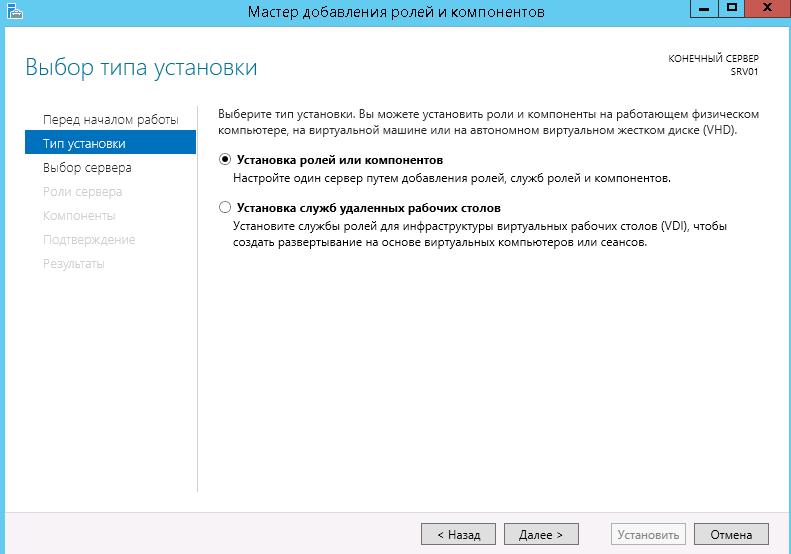 Мастер добавления ролей и компонентов
Выбор типа установки
КОНЕЧНЫЙ СЕРВЕР
SRV01
Перед началом работы
Тип установки
Выбор сервера
Роли сервера
Компоненты
Подтверждение
Результаты
Выберите тип установки. Вы можете установить роли и компоненты на работающем физическом
компьютере, на виртуальной машине или на автономном виртуальном жестком диске (VHD).
Установка ролей или компонентов
Настройте один сервер путем добавления ролей, служб ролей и компонентов.
Установка служб удаленных рабочих столов
Установите службы ролей для инфраструктуры виртуальных рабочих столов (VDI), чтобы
создать развертывание на основе виртуальных компьютеров или сеансов.
< Назад
Далее >
Установить
Отмена